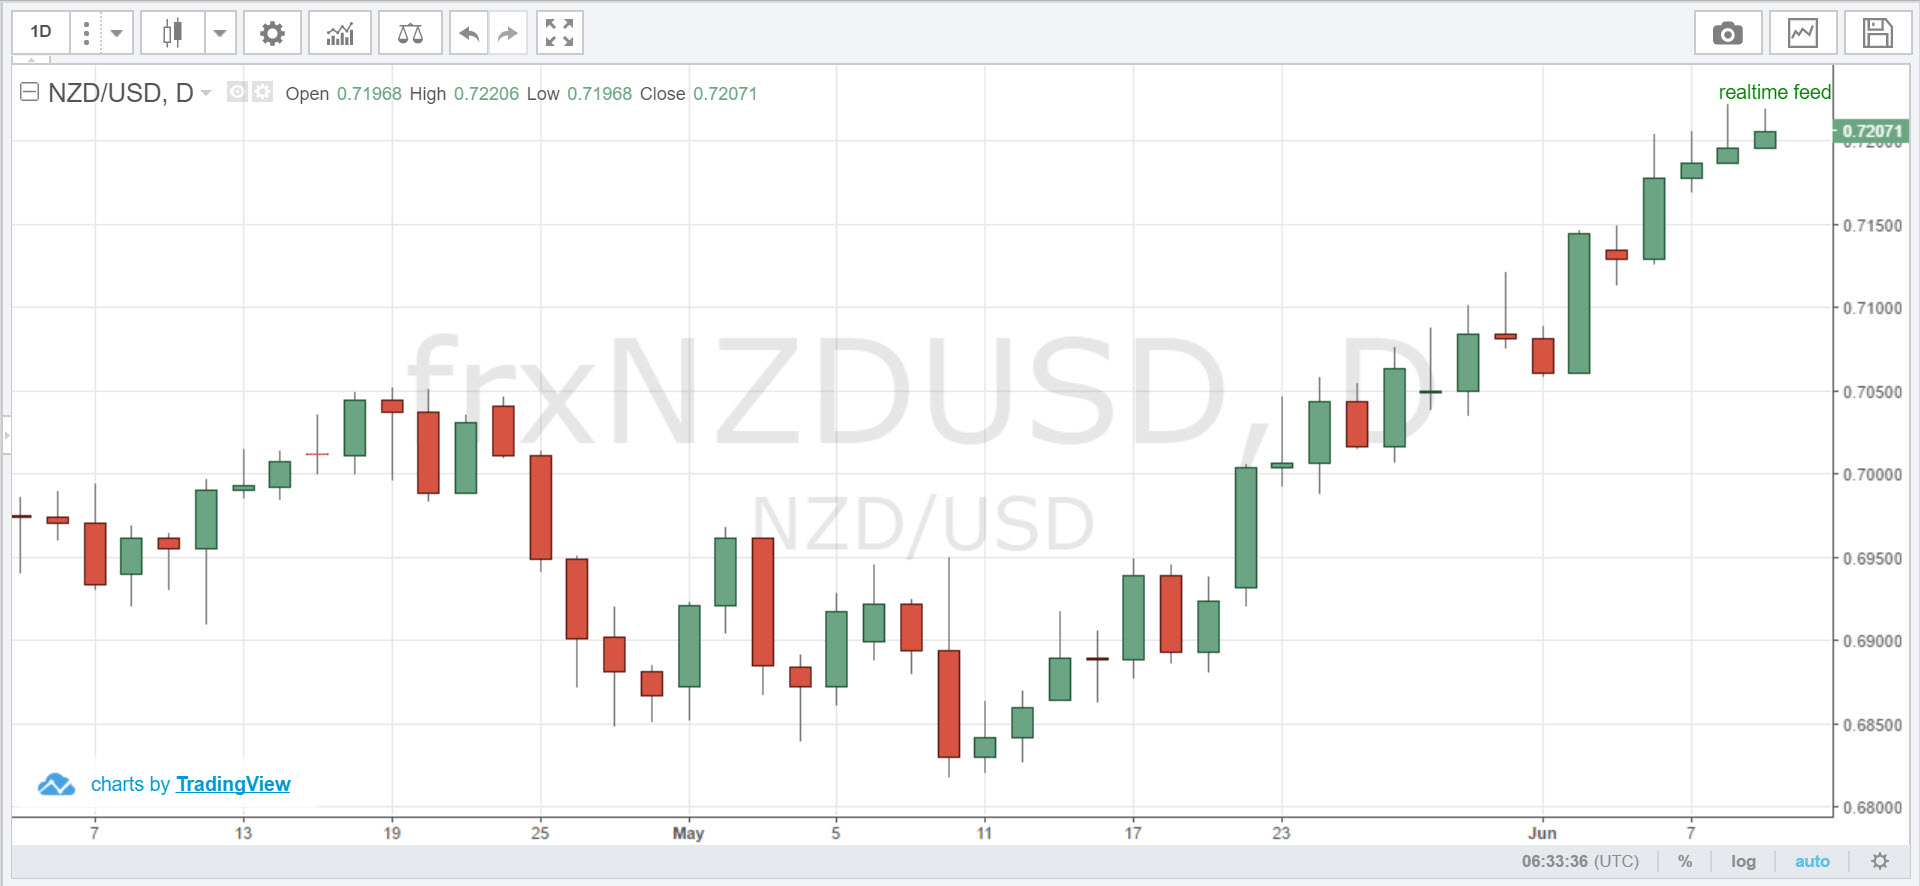 1D
NZD/USD, D Open 0.71968 High 0.72206 Low 0.71968 Close 0.72071
realtime feed
0.72071
0.72000
0.71500
0.71000
0.70500
0.70000
0.69500
0.69000
0.68500
0.68000
frxNZDUSD, D
NZD/USD
charts by TradingView
7 13 19 25 May 5 11 17 23 Jun 7
06:33:36 (UTC) % log auto